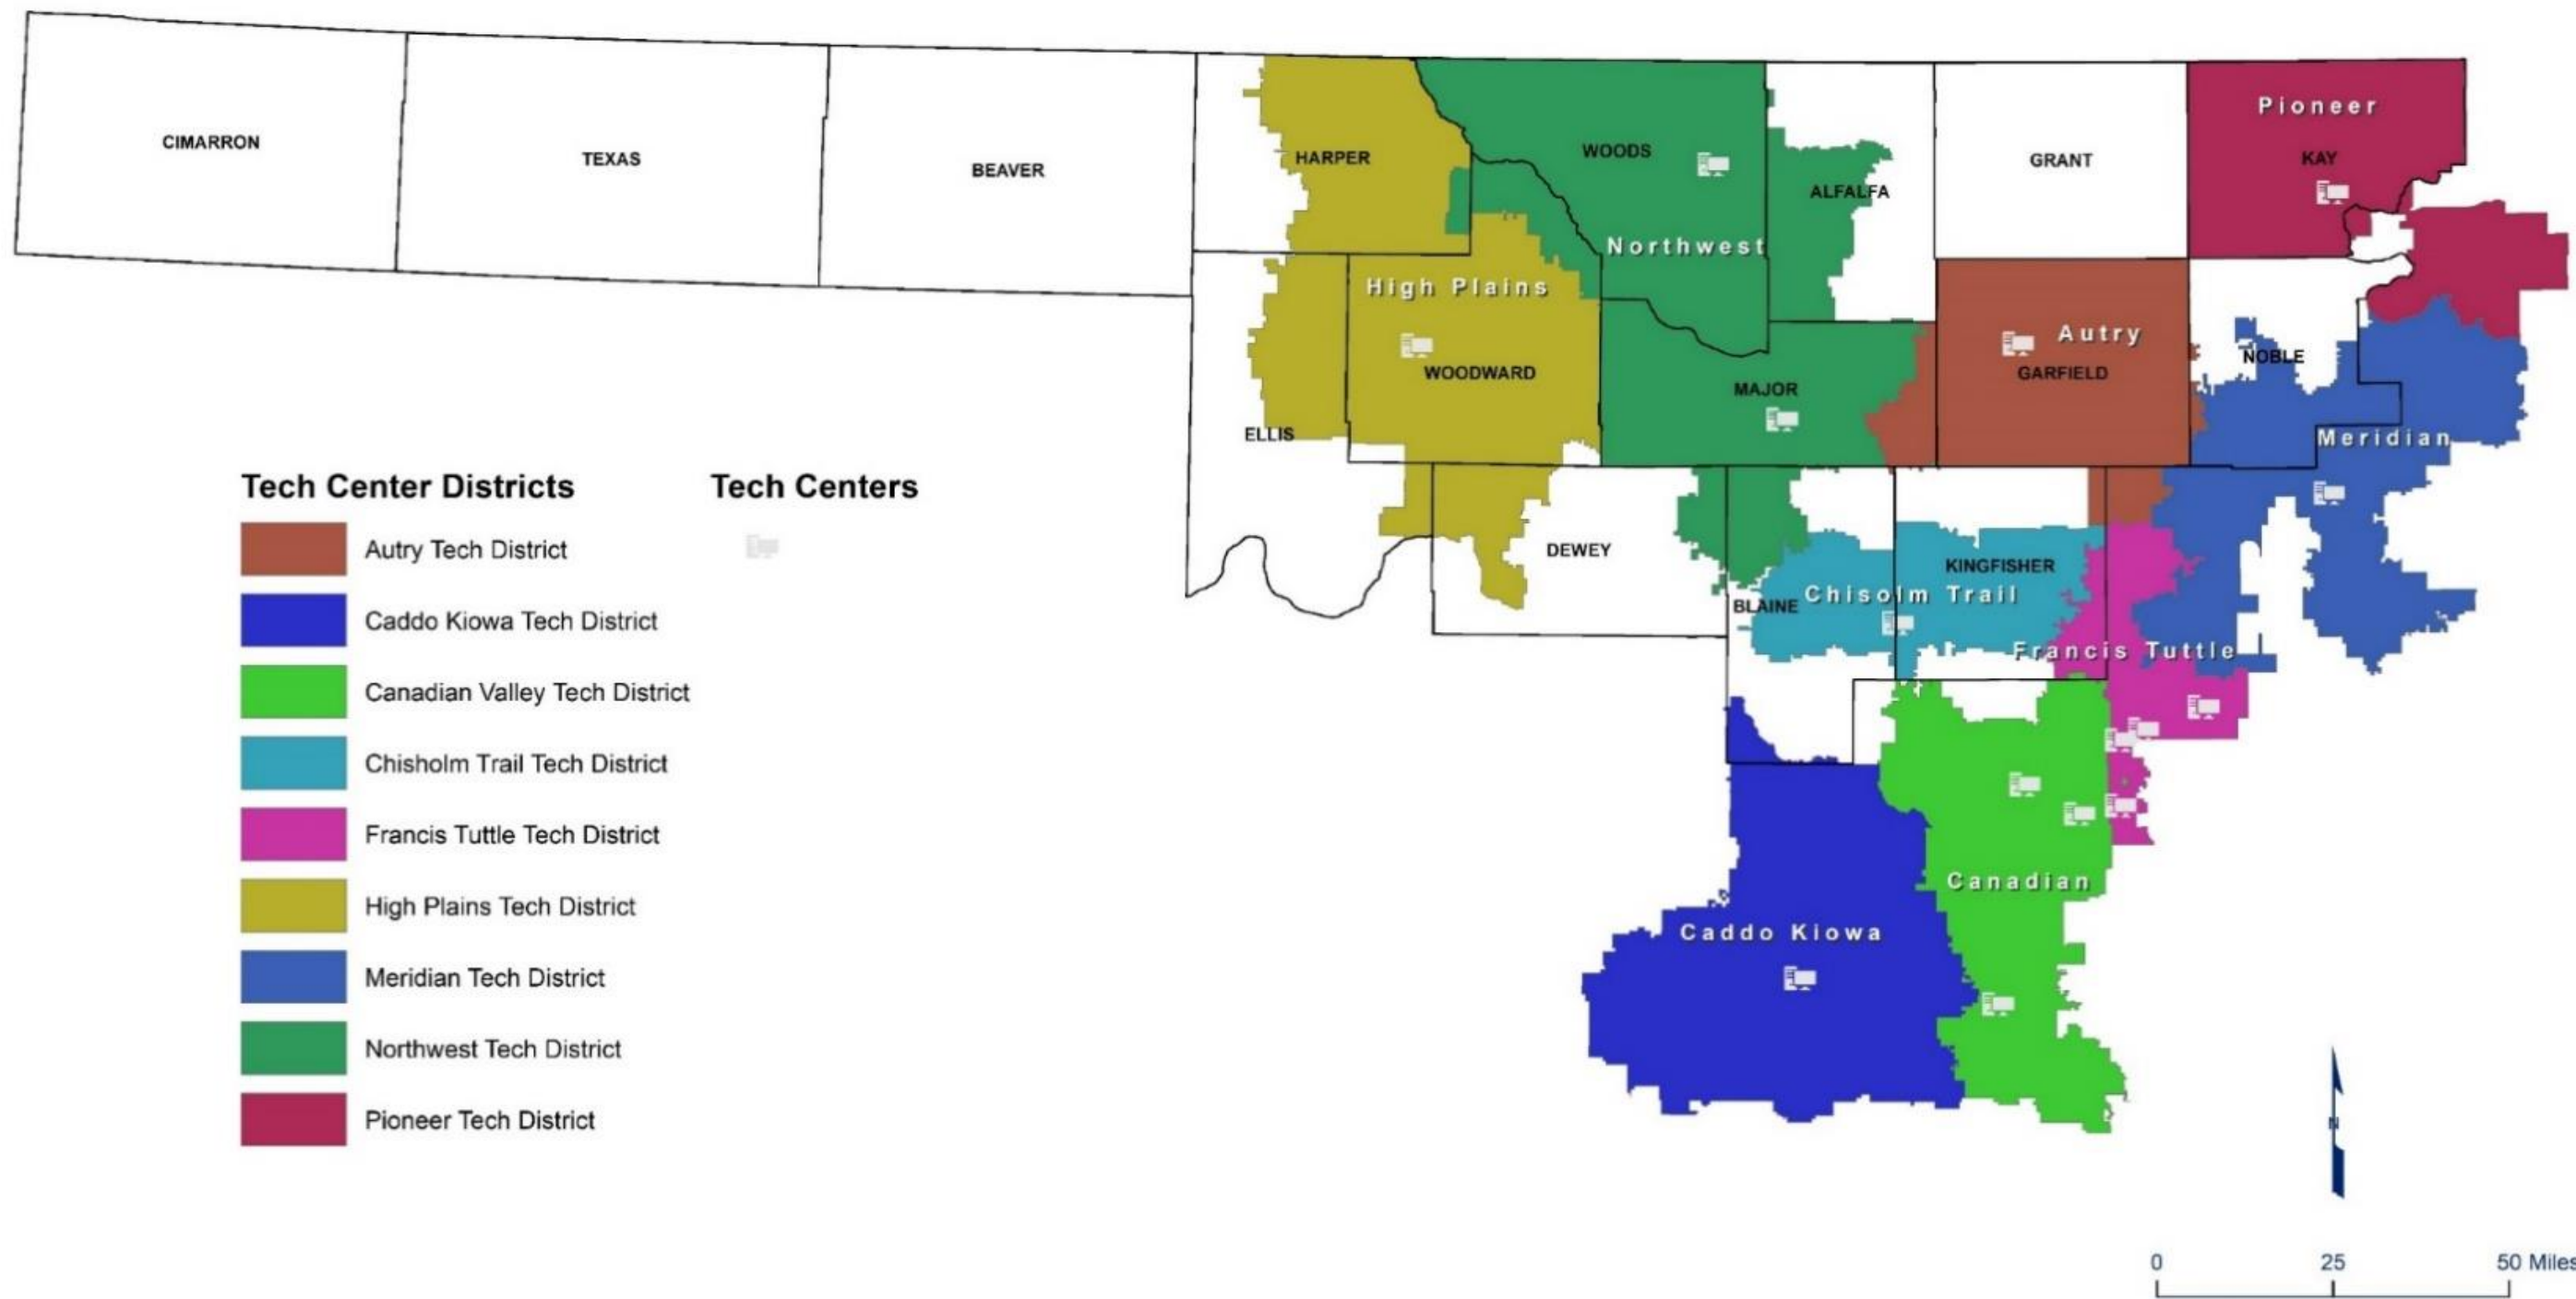 Pioneer
CIMARRON
TEXAS
BEAVER
HARPER
WOODS
ALFALFA
GRANT
KAY
Northwest
High Plains
Autry
WOODWARD
MAJOR
GARFIELD
NOBLE
ELLIS
Meridian
DEWEY
KINGFISHER
BLAINE
Chisolm Trail
Francis Tuttle
Canadian
Caddo Kiowa
Tech Center Districts
Tech Centers
Autry Tech District
Caddo Kiowa Tech District
Canadian Valley Tech District
Chisholm Trail Tech District
Francis Tuttle Tech District
High Plains Tech District
Meridian Tech District
Northwest Tech District
Pioneer Tech District
N
0 25 50 Miles